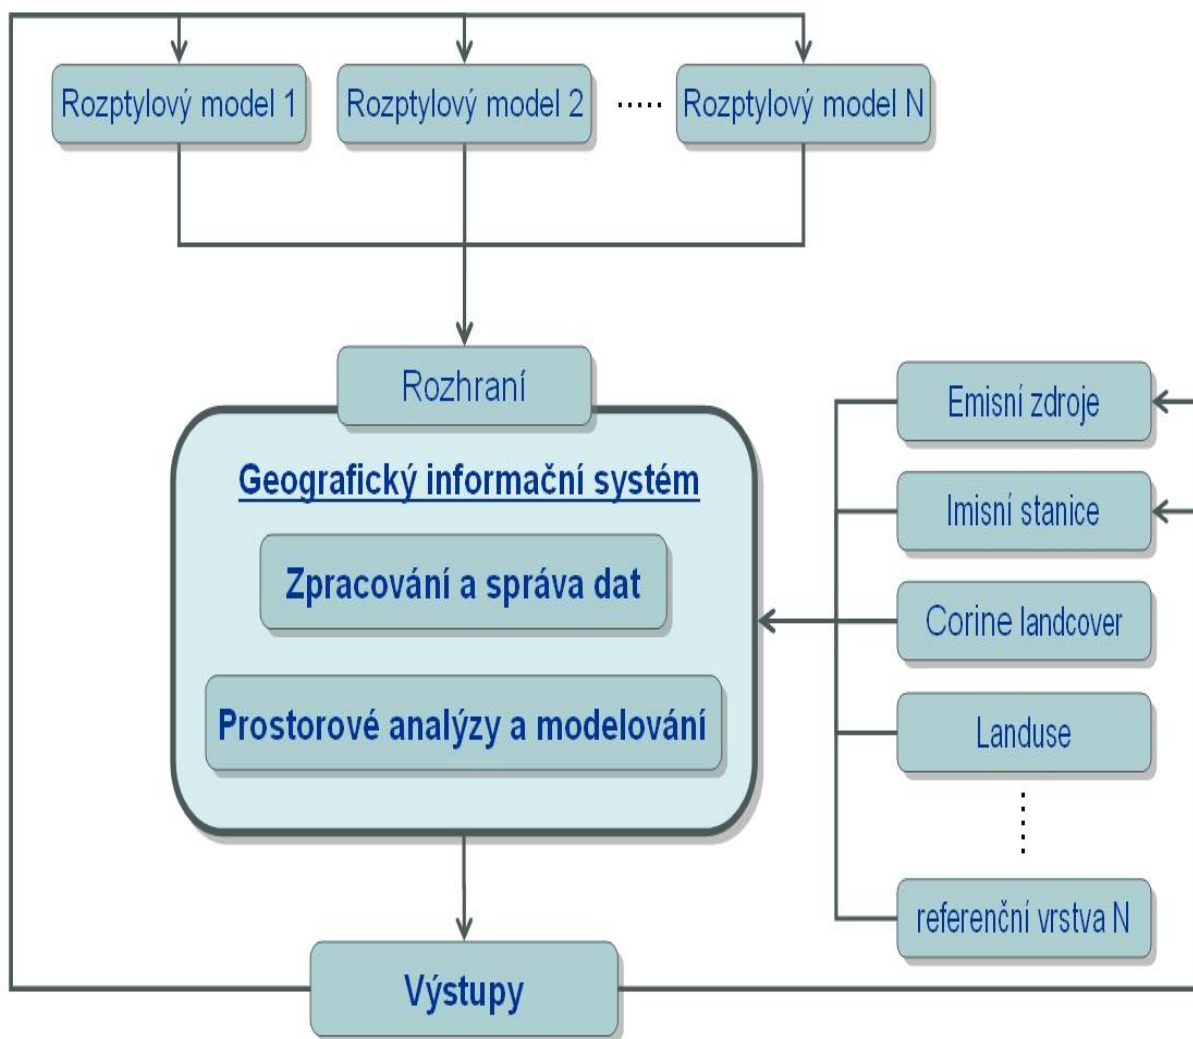 Rozptylový model 1
Rozptylový model 2
.....
Rozptylový model N
Rozhraní
Geografický informační systém
Zpracování a správa dat
Prostorové analýzy a modelování
Emisní zdroje
Imisní stanice
Corine landcover
Landuse
......
referenční vrstva N
Výstupy